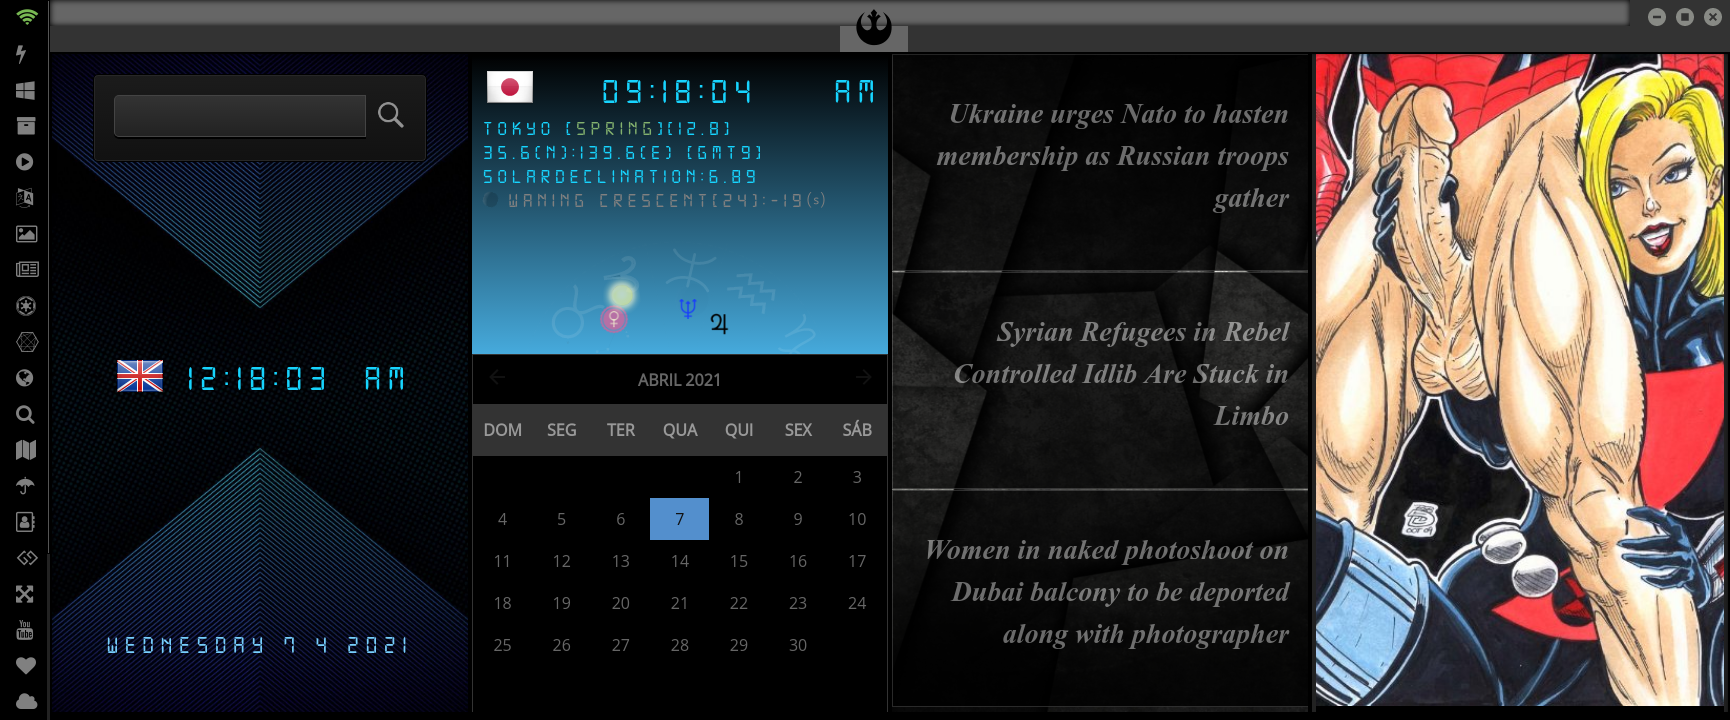 09:18:04 AM
TOKYO [SPRING][12.8]
35.6(N):139.6(E) [GMT9]
SOLARDECLINATION:6.89
WANING CRESCENT[24]:-19(s)
12:18:03 AM
WEDNESDAY 7 4 2021
ABRIL 2021
DOM SEG TER QUA QUI SEX SÁB
1 2 3
4 5 6 7 8 9 10
11 12 13 14 15 16 17
18 19 20 21 22 23 24
25 26 27 28 29 30
Ukraine urges Nato to hasten
membership as Russian troops
gather
Syrian Refugees in Rebel
Controlled Idlib Are Stuck in
Limbo
Women in naked photoshoot on
Dubai balcony to be deported
along with photographer
You
Tube